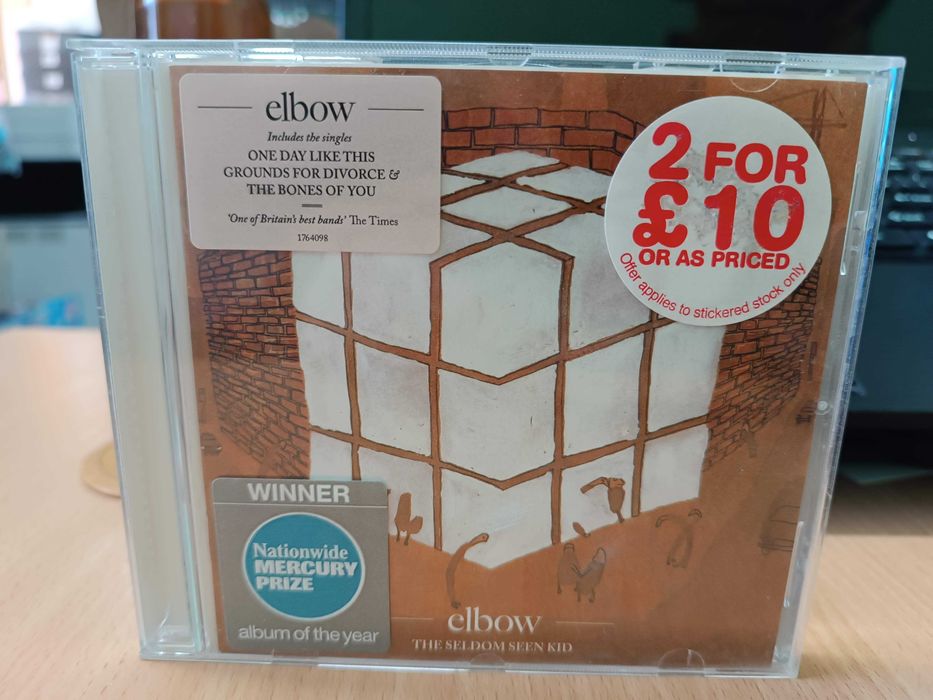 elbow
Includes the singles
ONE DAY LIKE THIS
GROUNDS FOR DIVORCE &
THE BONES OF YOU
'One of Britain's best bands' The Times
1764098
2 FOR
£10
OR AS PRICED
Offer applies to stickered stock only
WINNER
Nationwide
MERCURY
PRIZE
album of the year
elbow
THE SELDOM SEEN KID